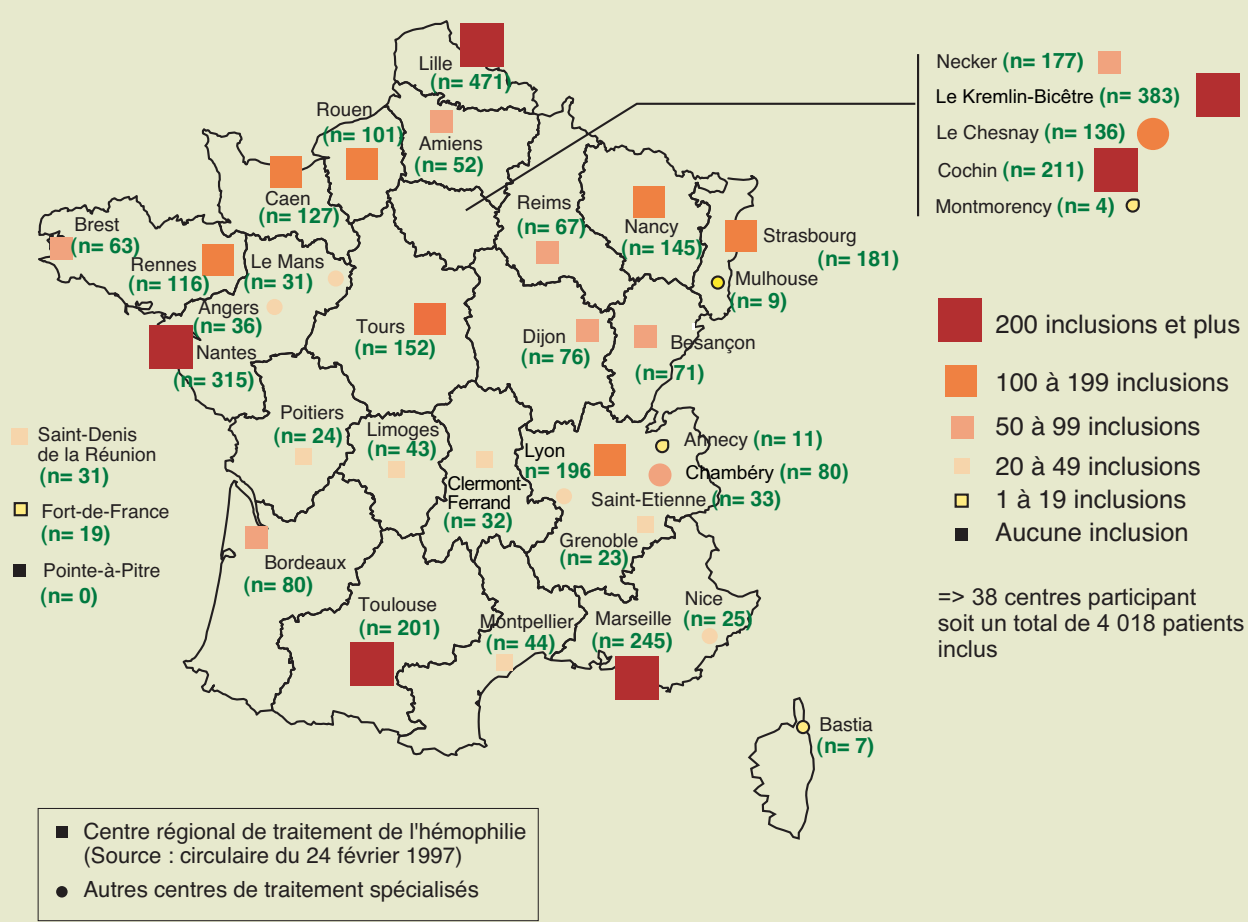 Lille
(n= 471)
Rouen
(n= 101)
Amiens
(n= 52)
Caen
(n= 127)
Reims
(n= 67)
Nancy
(n= 145)
Strasbourg
(n= 181)
Brest
(n= 63)
Rennes
(n= 116)
Le Mans
(n= 31)
Mulhouse
(n= 9)
Angers
(n= 36)
Nantes
(n= 315)
Tours
(n= 152)
Dijon
(n= 76)
Besançon
(n= 71)
Poitiers
(n= 24)
Limoges
(n= 43)
Clermont-
Ferrand
(n= 32)
Lyon
n= 196
Annecy (n= 11)
Chambéry (n= 80)
Saint-Etienne (n= 33)
Grenoble
(n= 23)
Bordeaux
(n= 80)
Toulouse
(n= 201)
Montpellier
(n= 44)
Marseille
(n= 245)
Nice
(n= 25)
Bastia
(n= 7)
Saint-Denis
de la Réunion
(n= 31)
Fort-de-France
(n= 19)
Pointe-à-Pitre
(n= 0)
Necker (n= 177)
Le Kremlin-Bicêtre (n= 383)
Le Chesnay (n= 136)
Cochin (n= 211)
Montmorency (n= 4)
200 inclusions et plus
100 à 199 inclusions
50 à 99 inclusions
20 à 49 inclusions
1 à 19 inclusions
Aucune inclusion
=> 38 centres participant
soit un total de 4 018 patients
inclus
Centre régional de traitement de l'hémophilie
(Source : circulaire du 24 février 1997)
Autres centres de traitement spécialisés